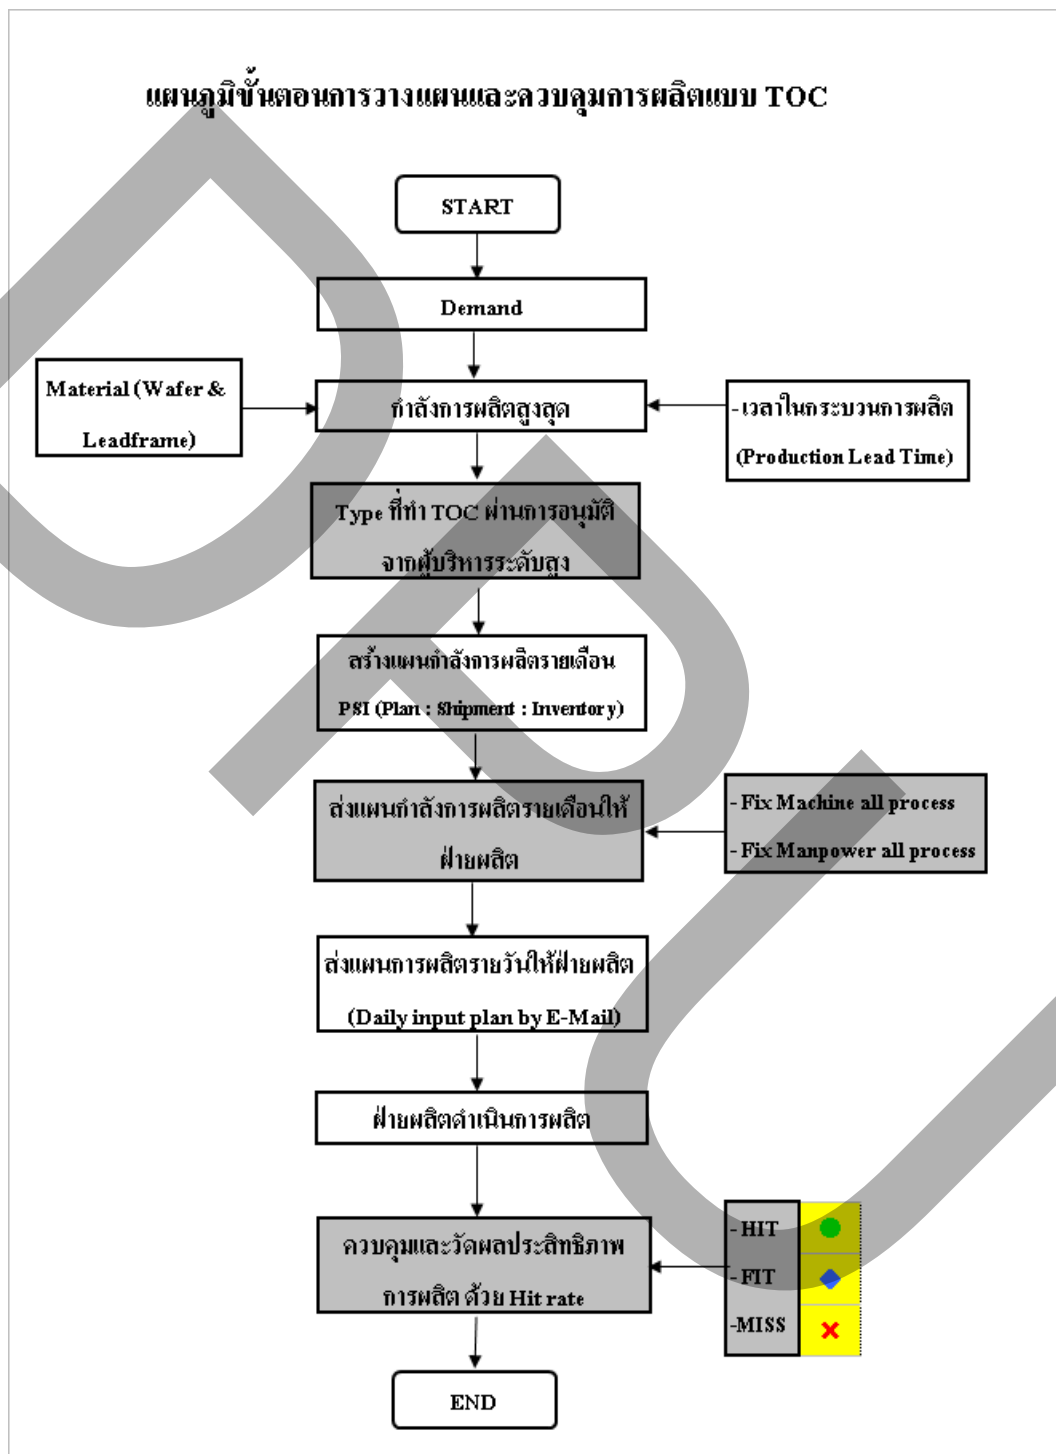 แผนภูมิขั้นตอนการวางแผนและควบคุมการผลิตแบบ TOC
START
Demand
Material (Wafer &
Leadframe)
กำลังการผลิตสูงสุด
-เวลาในกระบวนการผลิต
(Production Lead Time)
Type ที่ทำ TOC ผ่านการอนุมัติ
จากผู้บริหารระดับสูง
สร้างแผนกำลังการผลิตรายเดือน
PSI (Plan : Shipment : Inventory)
ส่งแผนกำลังการผลิตรายเดือนให้
ฝ่ายผลิต
- Fix Machine all process
- Fix Manpower all process
ส่งแผนการผลิตรายวันให้ฝ่ายผลิต
(Daily input plan by E-Mail)
ฝ่ายผลิตดำเนินการผลิต
ควบคุมและวัดผลประสิทธิภาพ
การผลิต ด้วย Hit rate
- HIT
- FIT
-MISS
END
DPU